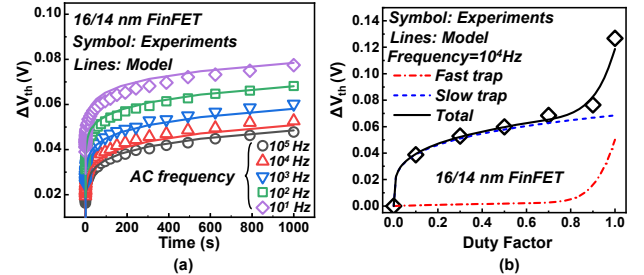 16/14 nm FinFET
Symbol: Experiments
Lines: Model
ΔVth (V)
0.08
0.06
0.04
0.02
AC frequency
10⁵ Hz
10⁴ Hz
10³ Hz
10² Hz
10¹ Hz
0 200 400 600 800 1000
Time (s)
(a)
Model:Lines
Symbol: Experiments
Frequency=10⁴Hz
Fast trap
Slow trap
Total
ΔVth (V)
0.14
0.12
0.10
0.08
0.06
0.04
0.02
0.00
16/14 nm FinFET
0.0 0.2 0.4 0.6 0.8 1.0
Duty Factor
(b)